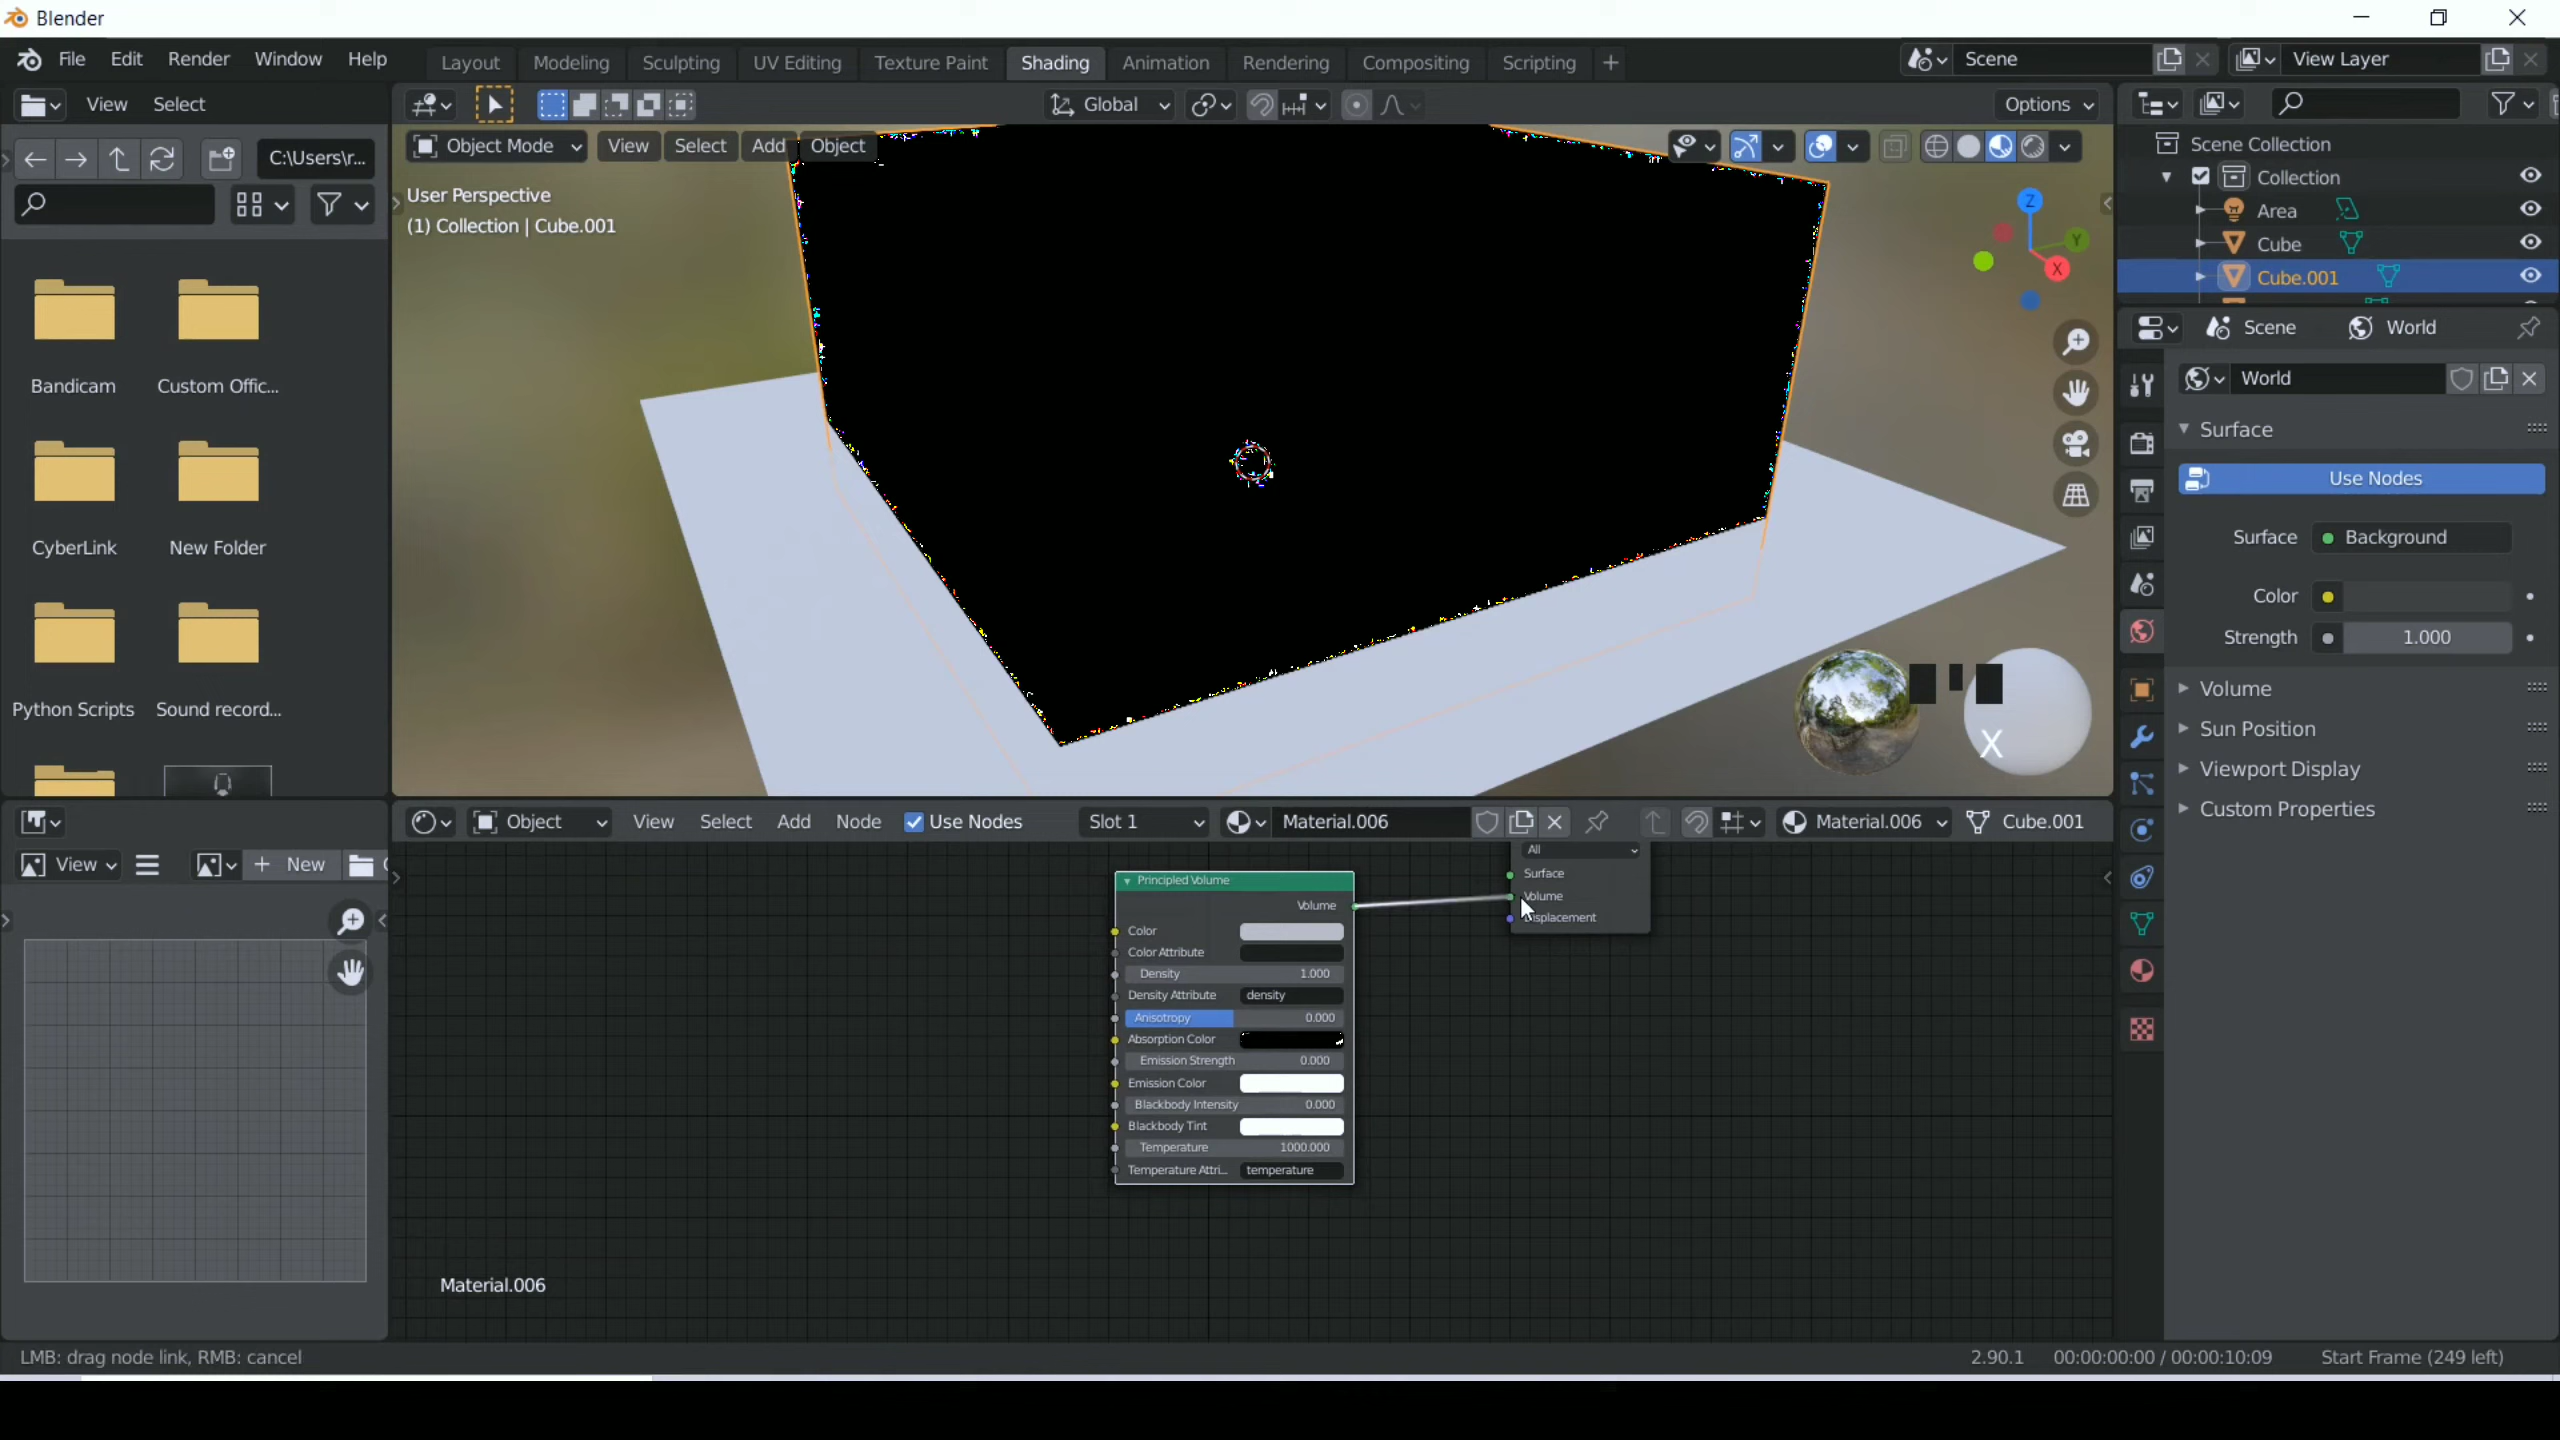 Blender
File Edit Render Window Help Layout Modeling Sculpting UV Editing Texture Paint Shading Animation Rendering Compositing Scripting + Scene View Layer
View Select Global Options
C:\Users\r... Object Mode View Select Add Object
User Perspective
(1) Collection | Cube.001
Z
Y
X
Scene Collection
Collection
Area
Cube
Cube.001
Bandicam Custom Offic...
CyberLink New Folder
Python Scripts Sound record...
Scene World
World
Surface
Use Nodes
Surface Background
Color
Strength 1.000
Volume
Sun Position
Viewport Display
Custom Properties
X
Object View Select Add Node Use Nodes Slot 1 Material.006 Material.006 Cube.001
View + New
All
Surface
Volume
Principled Volume
Volume
Color
Color Attribute
Density 1.000
Density Attribute density
Anisotropy 0.000
Absorption Color
Emission Strength 0.000
Emission Color
Blackbody Intensity 0.000
Blackbody Tint
Temperature 1000.000
Temperature Attri... temperature
Material.006
LMB: drag node link, RMB: cancel 2.90.1 00:00:00:00 / 00:00:10:09 Start Frame (249 left)